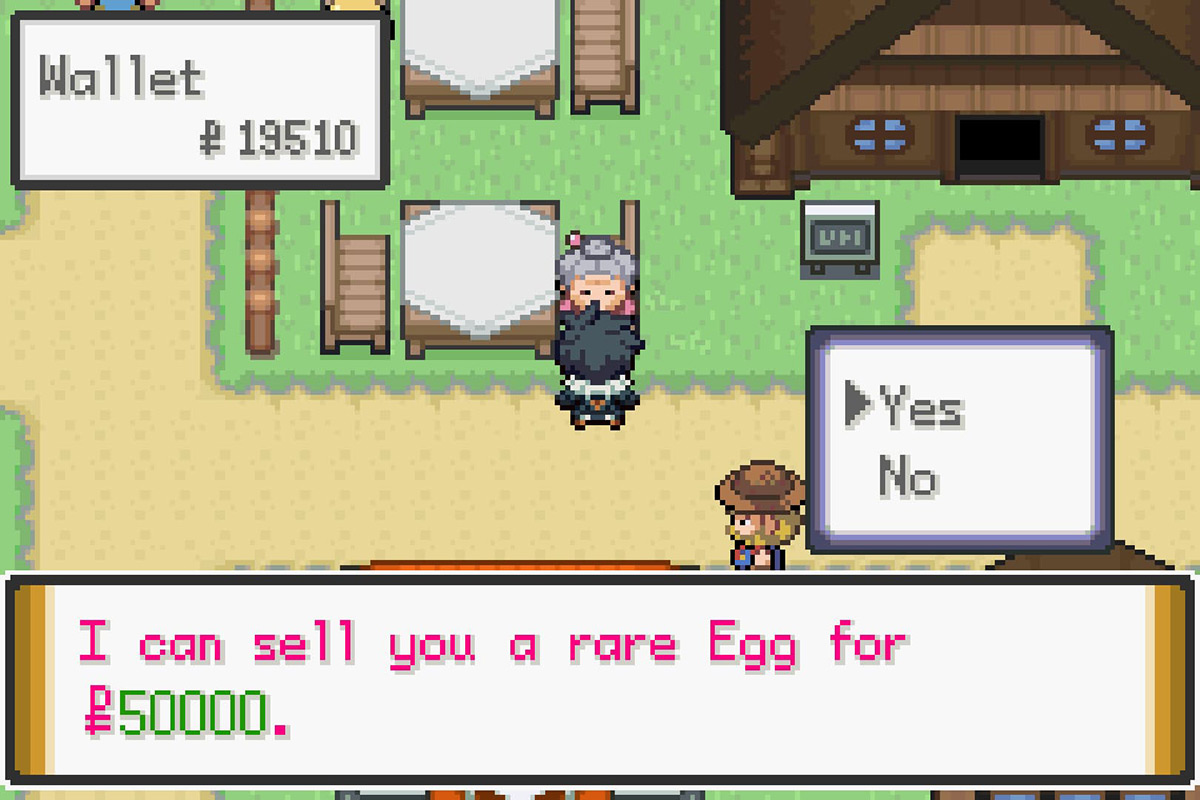 Wallet
₽ 19510
Yes
No
I can sell you a rare Egg for
₽50000.